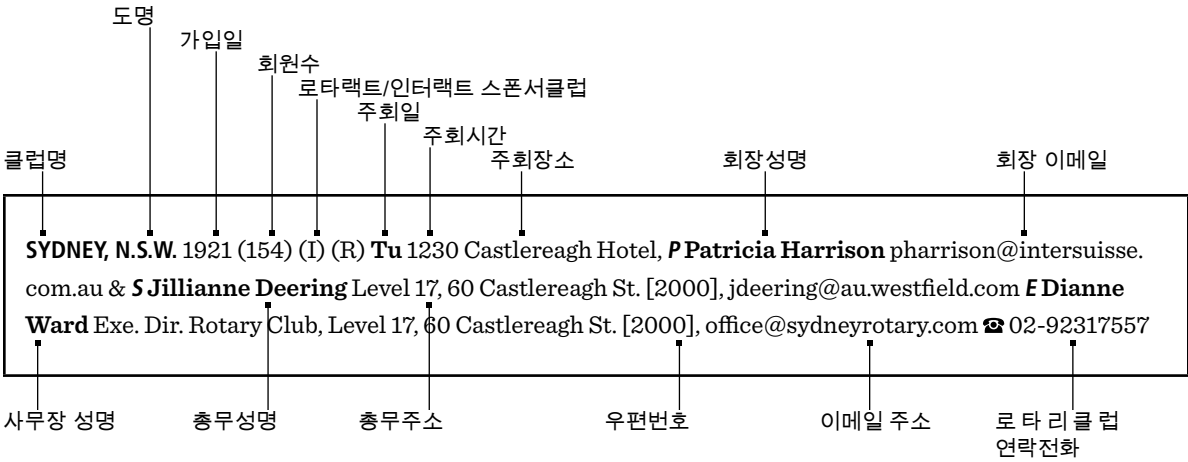 도명
가입일
회원수
로타랙트/인터랙트 스폰서클럽
주회일
주회시간
클럽명 주회장소 회장성명 회장 이메일
SYDNEY, N.S.W. 1921 (154) (I) (R) Tu 1230 Castlereagh Hotel, P Patricia Harrison pharrison@intersuisse.
com.au & S Jillianne Deering Level 17, 60 Castlereagh St. [2000], jdeering@au.westfield.com E Dianne
Ward Exe. Dir. Rotary Club, Level 17, 60 Castlereagh St. [2000], office@sydneyrotary.com ☎ 02-92317557
사무장 성명 총무성명 총무주소 우편번호 이메일 주소 로타리클럽
연락전화